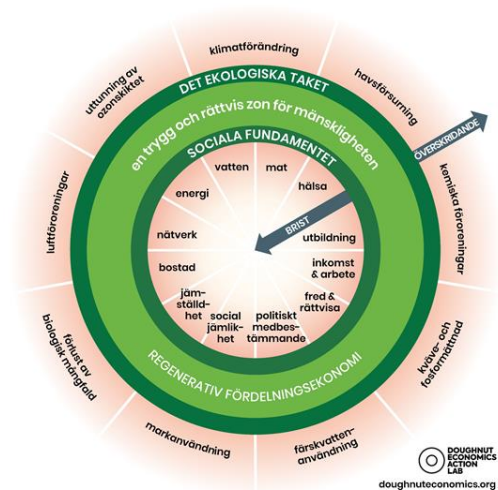 klimatförändring
havsförsurning
kemiska föroreningar
kväve- och
fosformättnad
färskvatten-
användning
markanvändning
förlust av
biologisk mångfald
luftföroreningar
uttunning av
ozonskiktet
ÖVERSKRIDANDE
DET EKOLOGISKA TAKET
en trygg och rättvis zon för mänskligheten
SOCIALA FUNDAMENTET
vatten
mat
hälsa
utbildning
inkomst
& arbete
fred &
rättvisa
politiskt
medbes-
tämmande
social
jämlik-
het
jäm-
ställd-
het
bostad
nätverk
energi
BRIST
REGENERATIV FÖRDELNINGSEKONOMI
DOUGHNUT
ECONOMICS
ACTION
LAB
doughnuteconomics.org